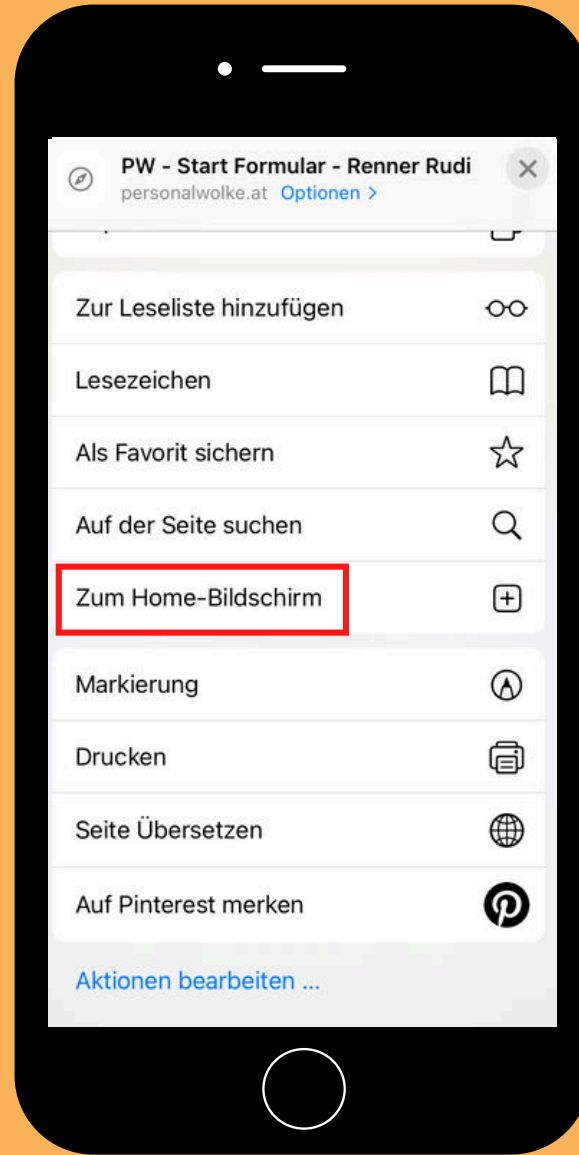 PW - Start Formular - Renner Rudi
personalwolke.at Optionen >
Zur Leseliste hinzufügen
Lesezeichen
Als Favorit sichern
Auf der Seite suchen
Zum Home-Bildschirm
Markierung
Drucken
Seite Übersetzen
Auf Pinterest merken
Aktionen bearbeiten ...